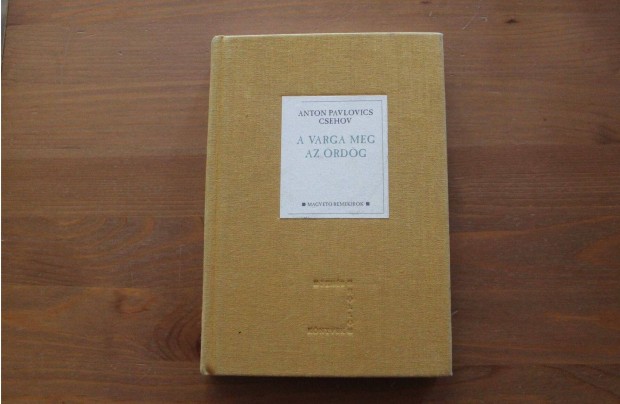 ANTON PAVLOVICS
CSEHOV
A VARGA MEG
AZ ÖRDÖG
■ MAGVETŐ REMEKÍRÓK ■